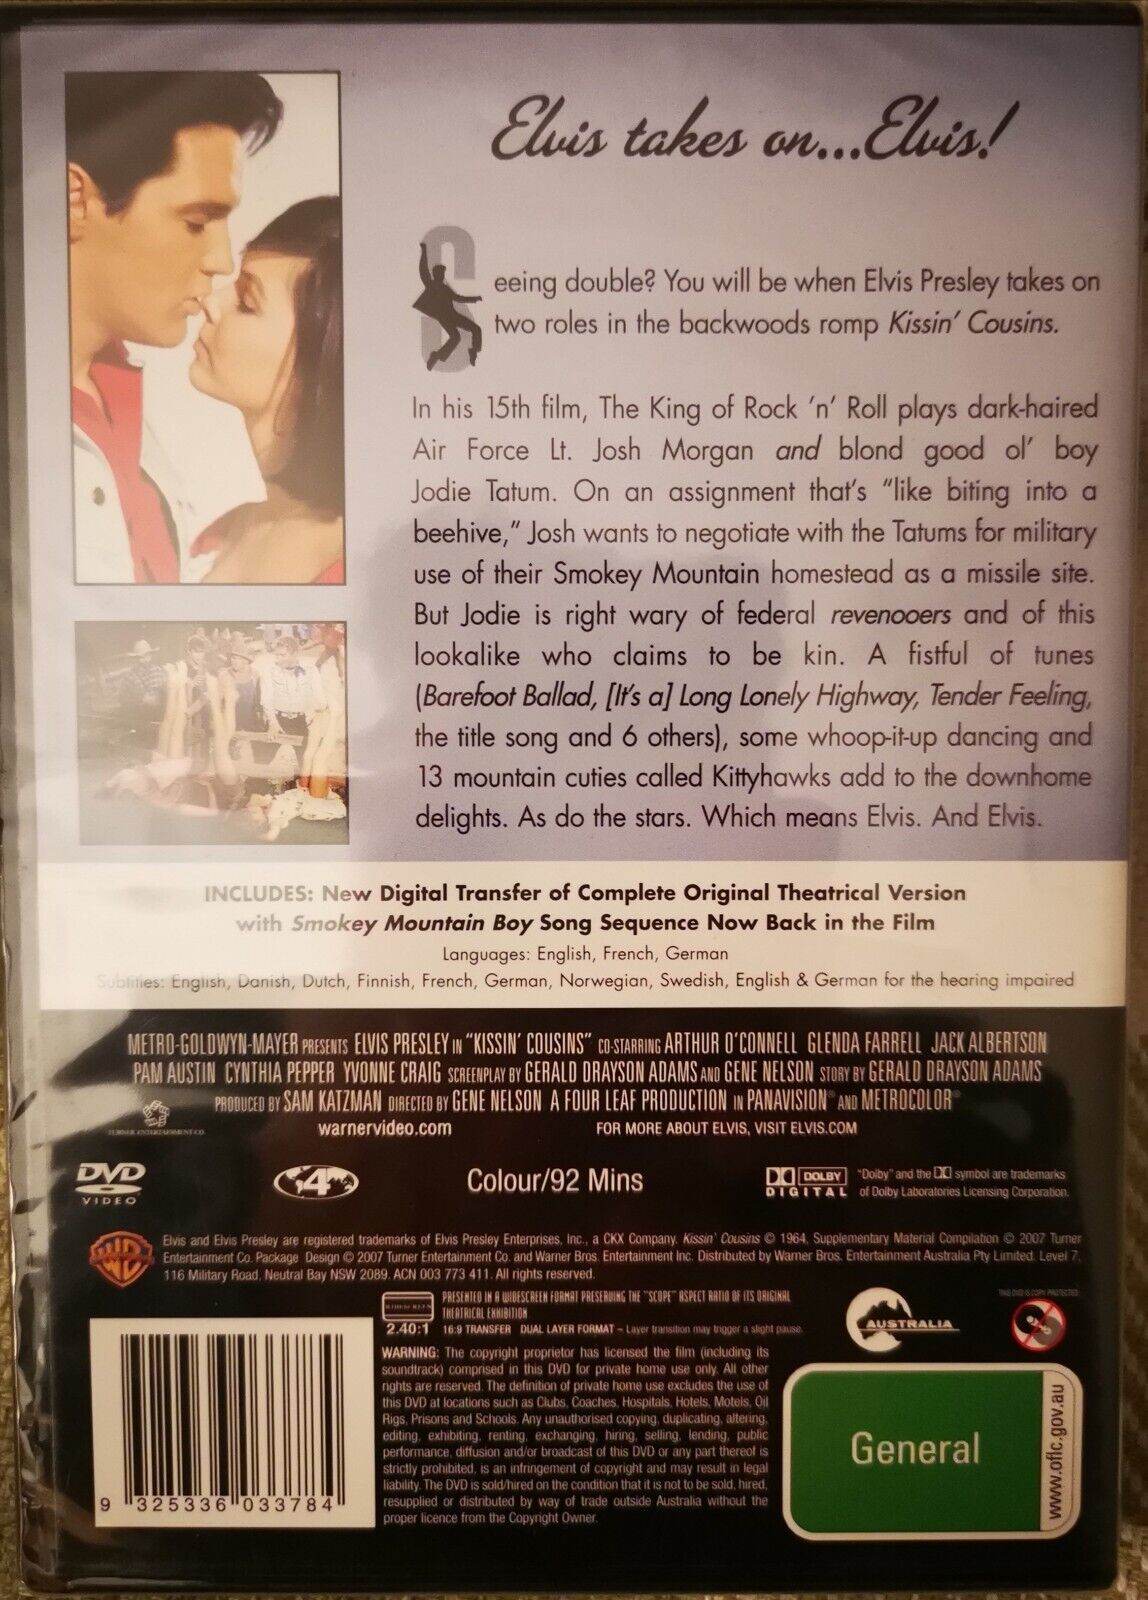 Elvis takes on...Elvis!
Seeing double? You will be when Elvis Presley takes on
two roles in the backwoods romp Kissin' Cousins.
In his 15th film, The King of Rock 'n' Roll plays dark-haired
Air Force Lt. Josh Morgan and blond good ol' boy
Jodie Tatum. On an assignment that's "like biting into a
beehive," Josh wants to negotiate with the Tatums for military
use of their Smokey Mountain homestead as a missile site.
But Jodie is right wary of federal revenooers and of this
lookalike who claims to be kin. A fistful of tunes
(Barefoot Ballad, [It's a] Long Lonely Highway, Tender Feeling,
the title song and 6 others), some whoop-it-up dancing and
13 mountain cuties called Kittyhawks add to the downhome
delights. As do the stars. Which means Elvis. And Elvis.
INCLUDES: New Digital Transfer of Complete Original Theatrical Version
with Smokey Mountain Boy Song Sequence Now Back in the Film
Languages: English, French, German
Subtitles: English, Danish, Dutch, Finnish, French, German, Norwegian, Swedish, English & German for the hearing impaired
METRO-GOLDWYN-MAYER PRESENTS ELVIS PRESLEY IN "KISSIN' COUSINS" CO-STARRING ARTHUR O'CONNELL GLENDA FARRELL JACK ALBERTSON
PAM AUSTIN CYNTHIA PEPPER YVONNE CRAIG SCREENPLAY BY GERALD DRAYSON ADAMS AND GENE NELSON STORY BY GERALD DRAYSON ADAMS
PRODUCED BY SAM KATZMAN DIRECTED BY GENE NELSON A FOUR LEAF PRODUCTION IN PANAVISION® AND METROCOLOR®
TURNER ENTERTAINMENT CO.
warnervideo.com
FOR MORE ABOUT ELVIS, VISIT ELVIS.COM
DVD
VIDEO
4
Colour/92 Mins
DOLBY
DIGITAL
"Dolby" and the DD symbol are trademarks
of Dolby Laboratories Licensing Corporation.
WB
Elvis and Elvis Presley are registered trademarks of Elvis Presley Enterprises, Inc., a CKX Company. Kissin' Cousins © 1964, Supplementary Material Compilation © 2007 Turner
Entertainment Co. Package Design © 2007 Turner Entertainment Co. and Warner Bros. Entertainment Inc. Distributed by Warner Bros. Entertainment Australia Pty Limited. Level 7,
116 Military Road, Neutral Bay NSW 2089. ACN 003 773 411. All rights reserved.
WIDESCREEN
2.40:1
PRESENTED IN A WIDESCREEN FORMAT PRESERVING THE "SCOPE" ASPECT RATIO OF ITS ORIGINAL
THEATRICAL EXHIBITION
16:9 TRANSFER DUAL LAYER FORMAT – Layer transition may trigger a slight pause.
AUSTRALIA
THIS DVD IS COPY PROTECTED
WARNING: The copyright proprietor has licensed the film (including its
soundtrack) comprised in this DVD for private home use only. All other
rights are reserved. The definition of private home use excludes the use of
this DVD at locations such as Clubs, Coaches, Hospitals, Hotels, Motels, Oil
Rigs, Prisons and Schools. Any unauthorised copying, duplicating, altering,
editing, exhibiting, renting, exchanging, hiring, selling, lending, public
performance, diffusion and/or broadcast of this DVD or any part thereof is
strictly prohibited, is an infringement of copyright and may result in legal
liability. The DVD is sold/hired on the condition that it is not to be sold, hired,
resupplied or distributed by way of trade outside Australia without the
proper licence from the Copyright Owner.
9 325336 033784
General
www.oflc.gov.au